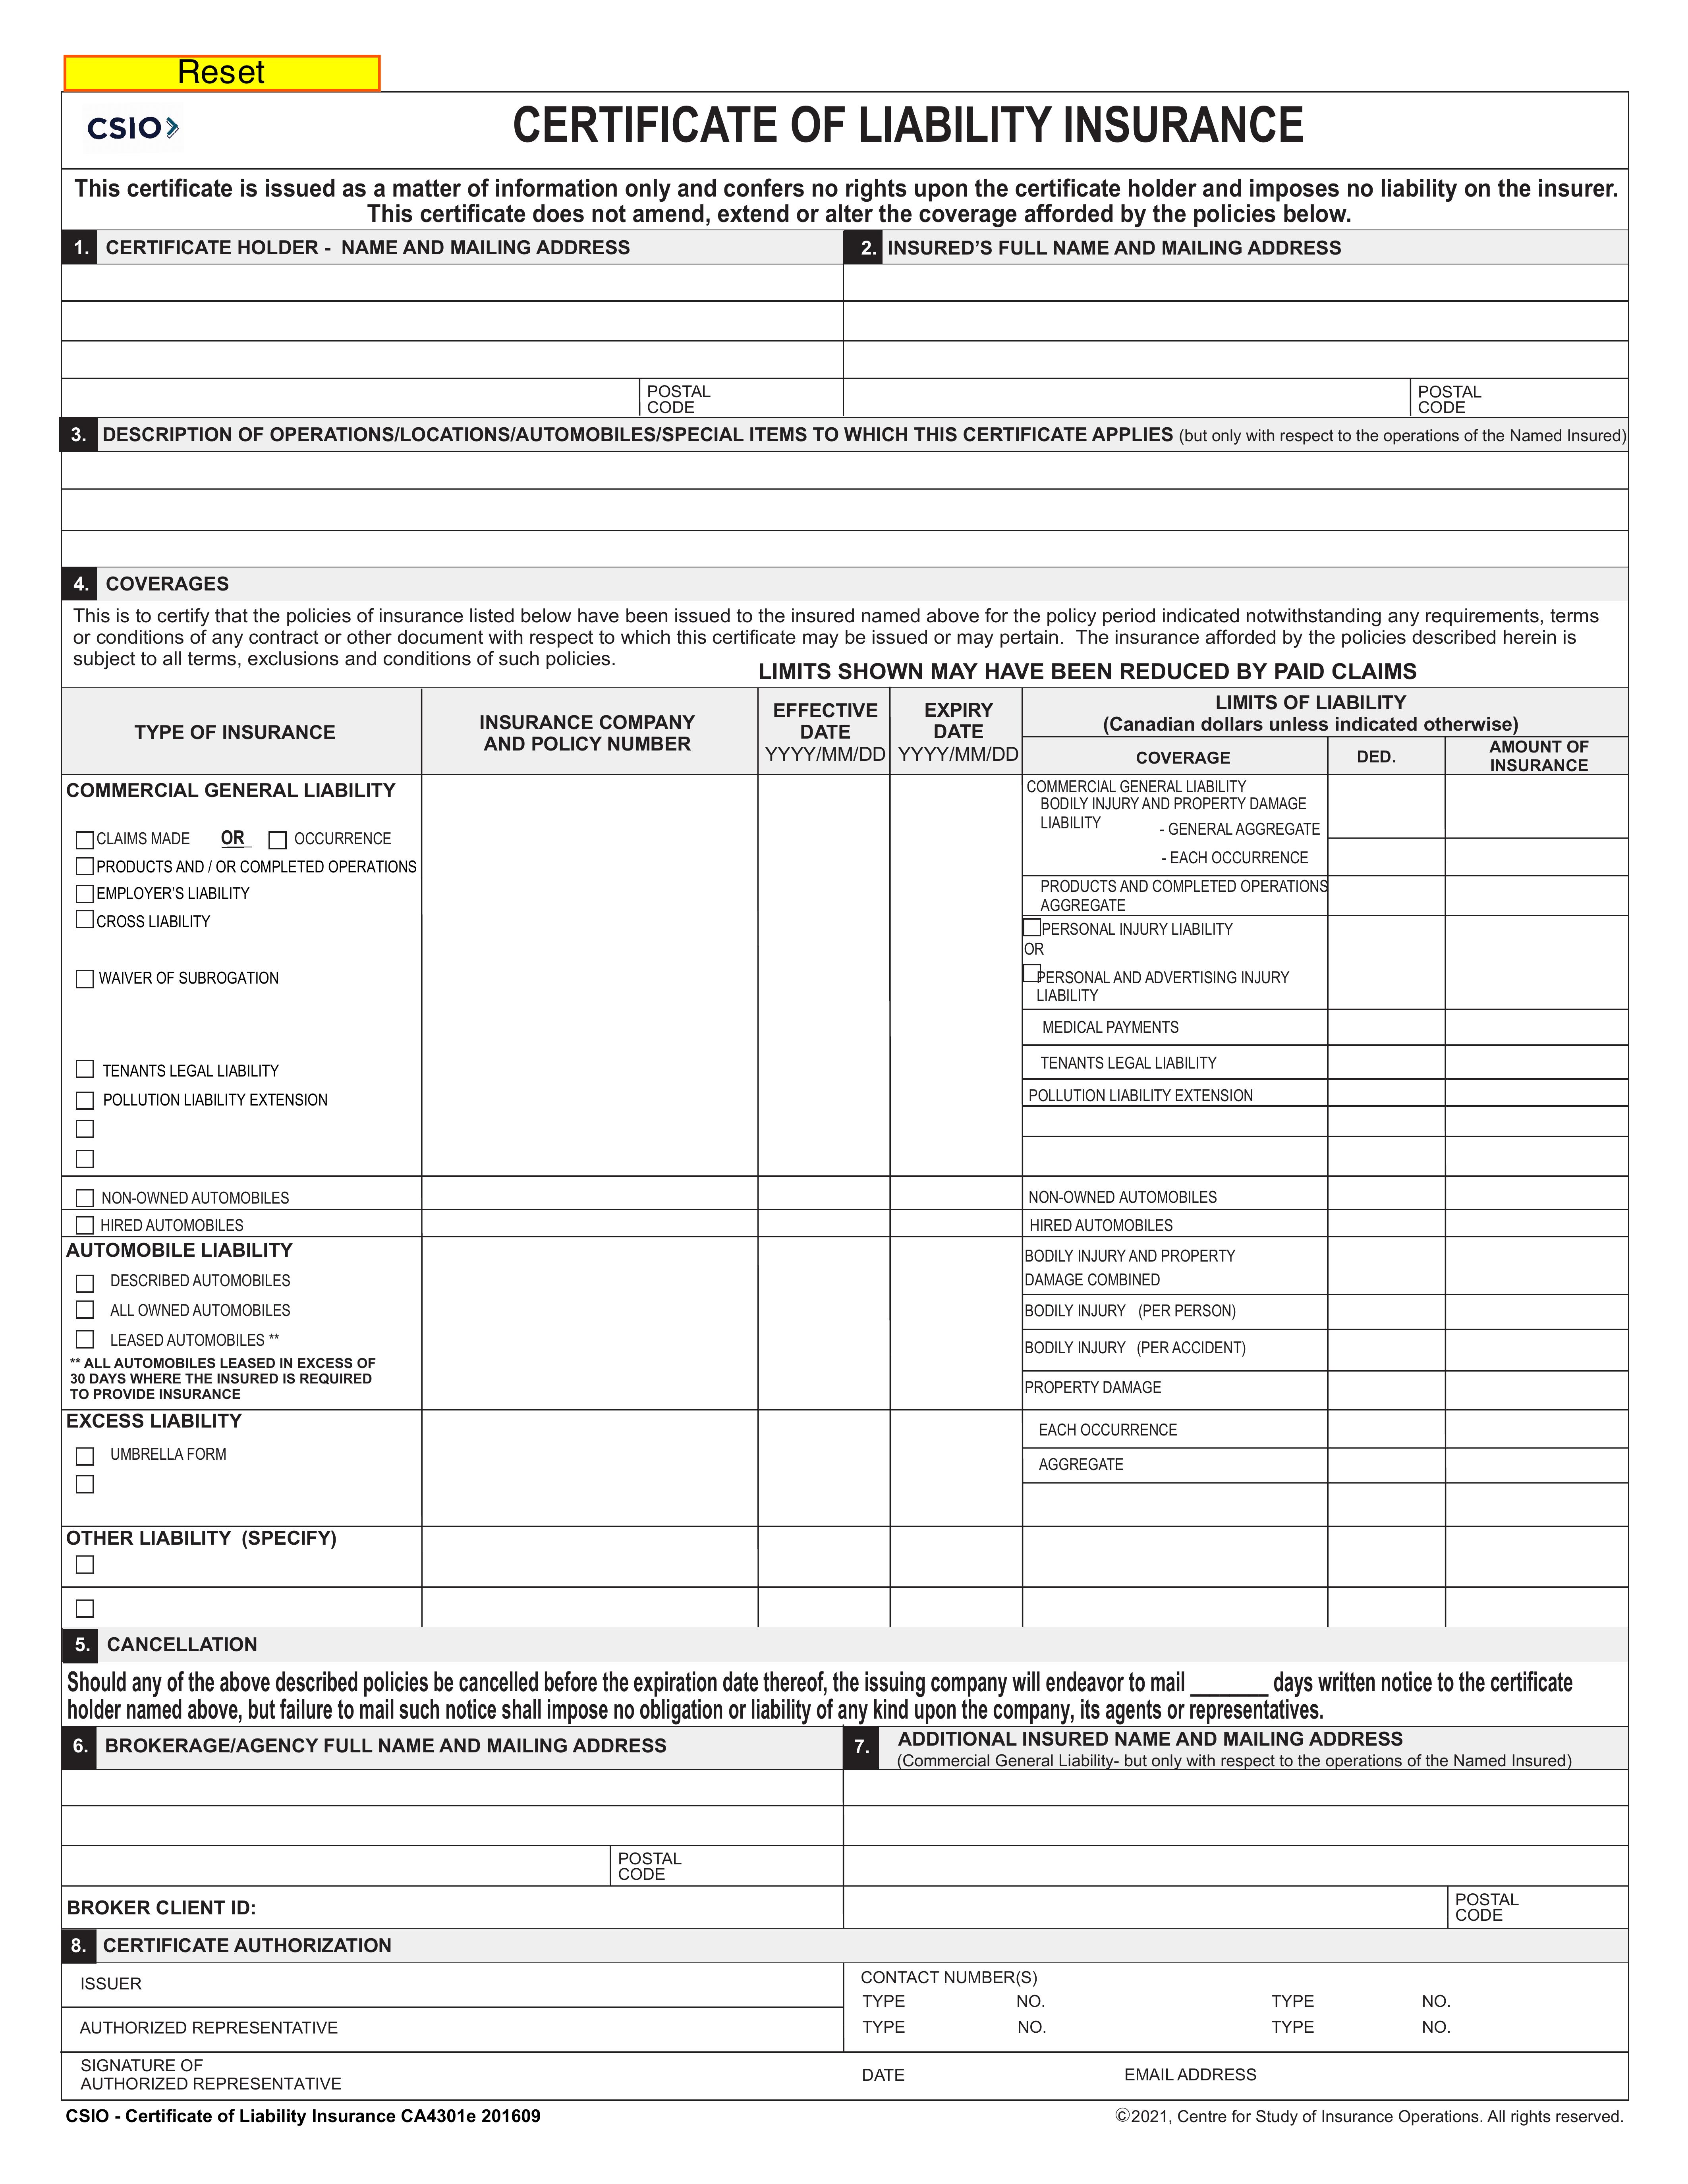 Reset
CSIO
CERTIFICATE OF LIABILITY INSURANCE
This certificate is issued as a matter of information only and confers no rights upon the certificate holder and imposes no liability on the insurer.
This certificate does not amend, extend or alter the coverage afforded by the policies below.
1. CERTIFICATE HOLDER - NAME AND MAILING ADDRESS
2. INSURED’S FULL NAME AND MAILING ADDRESS
POSTAL
CODE
POSTAL
CODE
3. DESCRIPTION OF OPERATIONS/LOCATIONS/AUTOMOBILES/SPECIAL ITEMS TO WHICH THIS CERTIFICATE APPLIES (but only with respect to the operations of the Named Insured)
4. COVERAGES
This is to certify that the policies of insurance listed below have been issued to the insured named above for the policy period indicated notwithstanding any requirements, terms
or conditions of any contract or other document with respect to which this certificate may be issued or may pertain. The insurance afforded by the policies described herein is
subject to all terms, exclusions and conditions of such policies.
LIMITS SHOWN MAY HAVE BEEN REDUCED BY PAID CLAIMS
TYPE OF INSURANCE
INSURANCE COMPANY
AND POLICY NUMBER
EFFECTIVE
DATE
YYYY/MM/DD
EXPIRY
DATE
YYYY/MM/DD
LIMITS OF LIABILITY
(Canadian dollars unless indicated otherwise)
COVERAGE
DED.
AMOUNT OF
INSURANCE
COMMERCIAL GENERAL LIABILITY
CLAIMS MADE OR OCCURRENCE
PRODUCTS AND / OR COMPLETED OPERATIONS
EMPLOYER’S LIABILITY
CROSS LIABILITY
WAIVER OF SUBROGATION
TENANTS LEGAL LIABILITY
POLLUTION LIABILITY EXTENSION
COMMERCIAL GENERAL LIABILITY
BODILY INJURY AND PROPERTY DAMAGE
LIABILITY - GENERAL AGGREGATE
- EACH OCCURRENCE
PRODUCTS AND COMPLETED OPERATIONS
AGGREGATE
PERSONAL INJURY LIABILITY
OR
PERSONAL AND ADVERTISING INJURY
LIABILITY
MEDICAL PAYMENTS
TENANTS LEGAL LIABILITY
POLLUTION LIABILITY EXTENSION
NON-OWNED AUTOMOBILES
NON-OWNED AUTOMOBILES
HIRED AUTOMOBILES
HIRED AUTOMOBILES
AUTOMOBILE LIABILITY
DESCRIBED AUTOMOBILES
ALL OWNED AUTOMOBILES
LEASED AUTOMOBILES **
** ALL AUTOMOBILES LEASED IN EXCESS OF
30 DAYS WHERE THE INSURED IS REQUIRED
TO PROVIDE INSURANCE
BODILY INJURY AND PROPERTY
DAMAGE COMBINED
BODILY INJURY (PER PERSON)
BODILY INJURY (PER ACCIDENT)
PROPERTY DAMAGE
EXCESS LIABILITY
UMBRELLA FORM
EACH OCCURRENCE
AGGREGATE
OTHER LIABILITY (SPECIFY)
5. CANCELLATION
Should any of the above described policies be cancelled before the expiration date thereof, the issuing company will endeavor to mail _______ days written notice to the certificate
holder named above, but failure to mail such notice shall impose no obligation or liability of any kind upon the company, its agents or representatives.
6. BROKERAGE/AGENCY FULL NAME AND MAILING ADDRESS
7. ADDITIONAL INSURED NAME AND MAILING ADDRESS
(Commercial General Liability- but only with respect to the operations of the Named Insured)
POSTAL
CODE
BROKER CLIENT ID:
POSTAL
CODE
8. CERTIFICATE AUTHORIZATION
ISSUER
CONTACT NUMBER(S)
TYPE NO. TYPE NO.
AUTHORIZED REPRESENTATIVE
TYPE NO. TYPE NO.
SIGNATURE OF
AUTHORIZED REPRESENTATIVE
DATE
EMAIL ADDRESS
CSIO - Certificate of Liability Insurance CA4301e 201609
©2021, Centre for Study of Insurance Operations. All rights reserved.